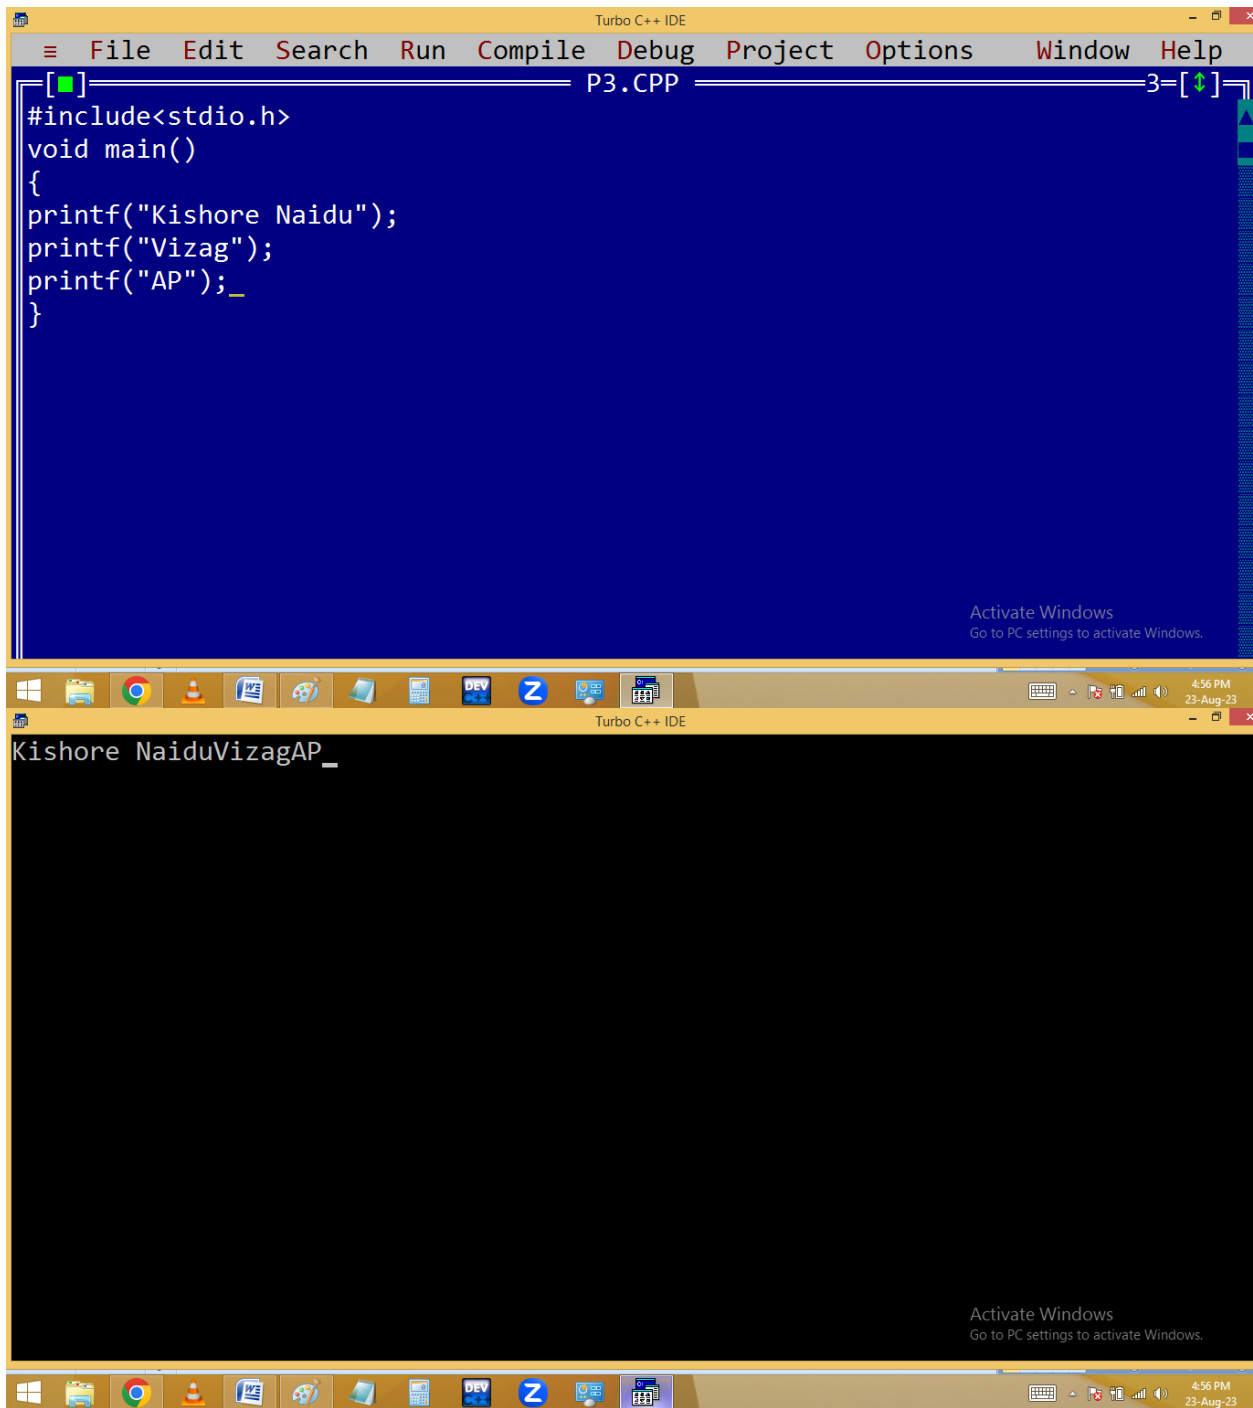 Turbo C++ IDE
≡ File Edit Search Run Compile Debug Project Options Window Help
[■] P3.CPP 3=[↕]
#include<stdio.h>
void main()
{
printf("Kishore Naidu");
printf("Vizag");
printf("AP");_
}
Activate Windows
Go to PC settings to activate Windows.
DEV C++ Z
4:56 PM
23-Aug-23
Turbo C++ IDE
Kishore NaiduVizagAP_
Activate Windows
Go to PC settings to activate Windows.
DEV C++ Z
4:56 PM
23-Aug-23